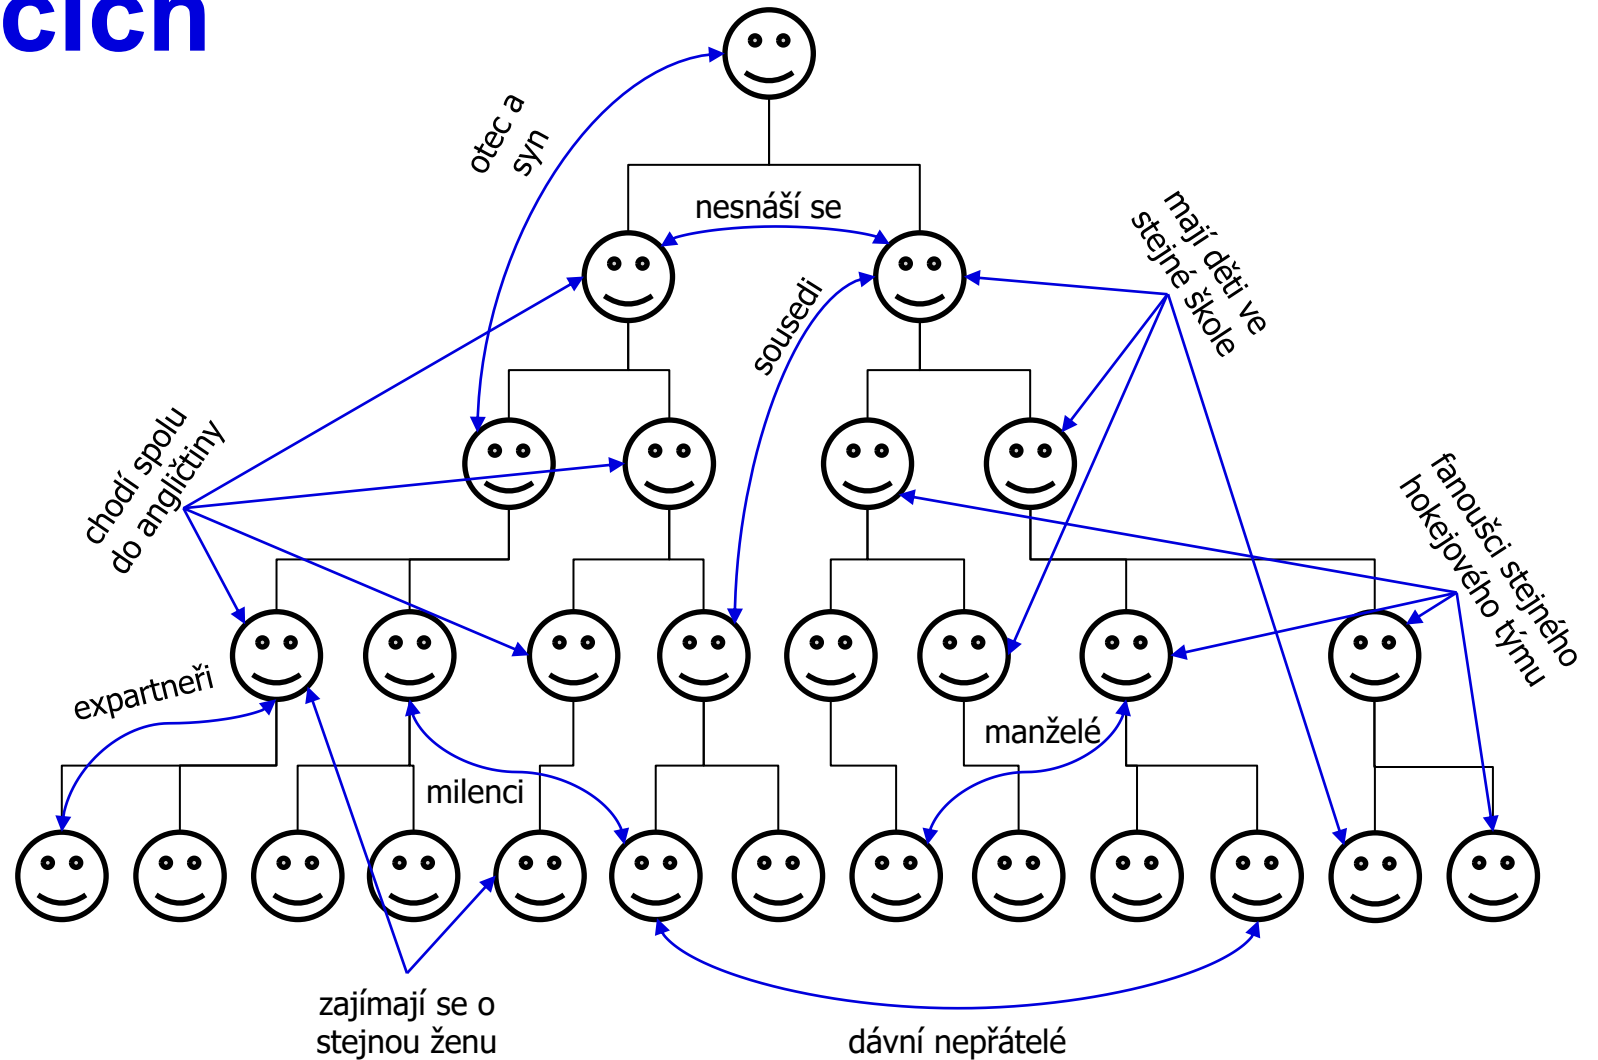 cích
otec a
syn
nesnáší se
mají děti ve
stejné škole
sousedi
chodí spolu
do angličtiny
fanoušci stejného
hokejového týmu
expartneři
manželé
milenci
zajímají se o
stejnou ženu
dávní nepřátelé